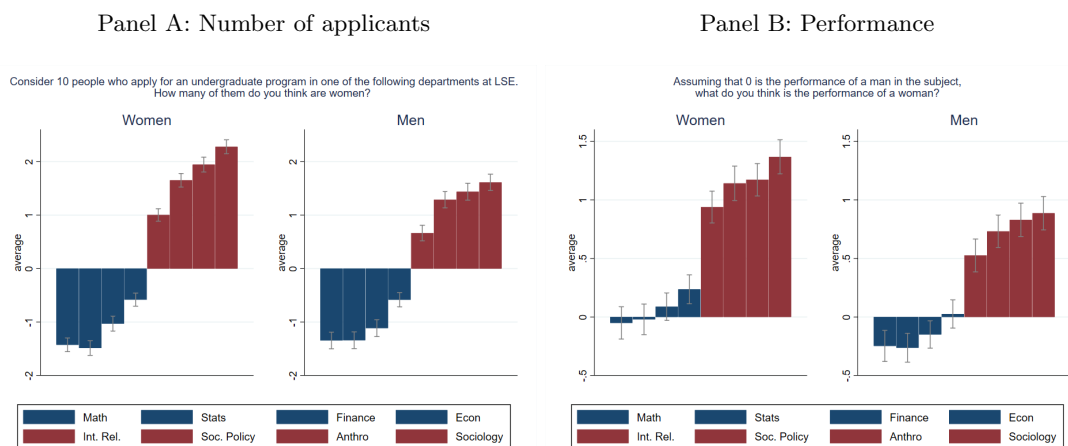 Panel A: Number of applicants
Consider 10 people who apply for an undergraduate program in one of the following departments at LSE.
How many of them do you think are women?
Women
Men
average
2
1
0
-1
-2
average
2
1
0
-1
-2
Math
Stats
Finance
Econ
Int. Rel.
Soc. Policy
Anthro
Sociology
Panel B: Performance
Assuming that 0 is the performance of a man in the subject,
what do you think is the performance of a woman?
Women
Men
average
1.5
1
.5
0
-.5
average
1.5
1
.5
0
-.5
Math
Stats
Finance
Econ
Int. Rel.
Soc. Policy
Anthro
Sociology